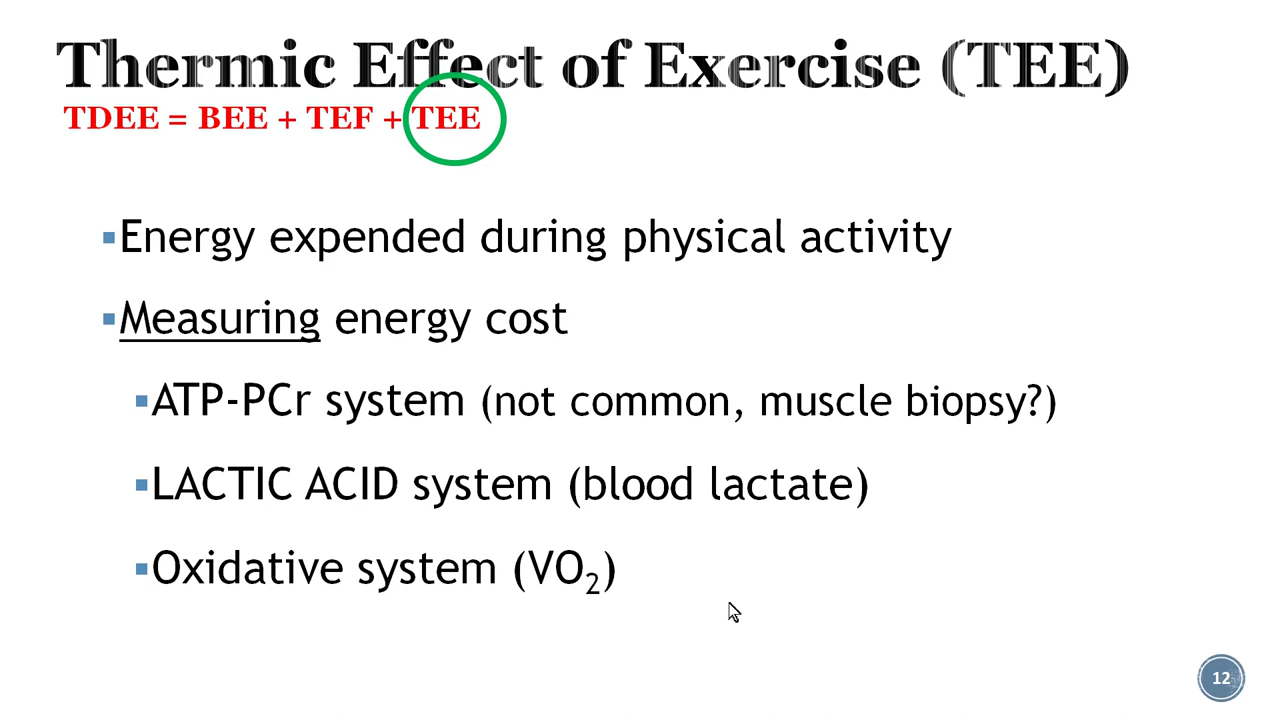 Thermic Effect of Exercise (TEE)
TDEE = BEE + TEF + TEE
▪Energy expended during physical activity
▪Measuring energy cost
▪ATP-PCr system (not common, muscle biopsy?)
▪LACTIC ACID system (blood lactate)
▪Oxidative system (VO₂)
12